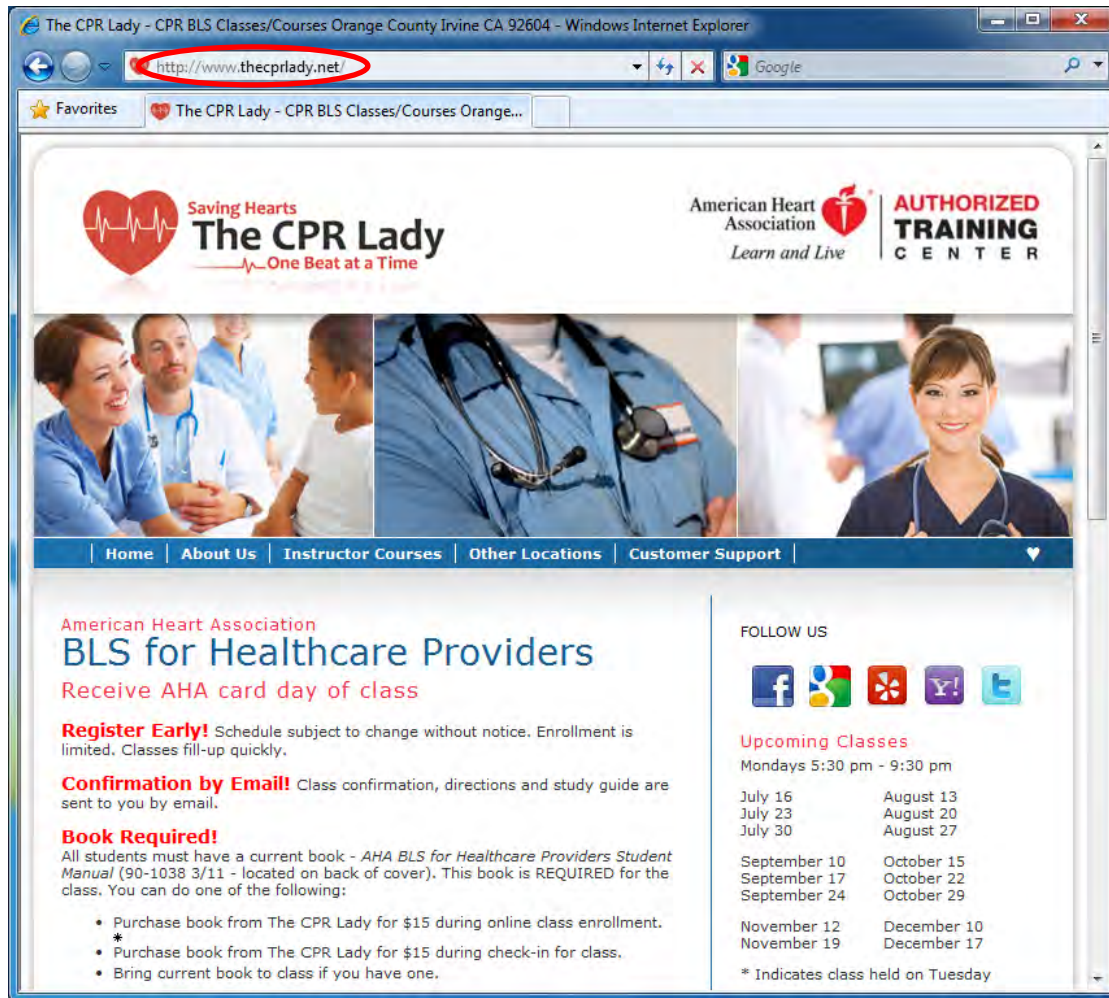 The CPR Lady - CPR BLS Classes/Courses Orange County Irvine CA 92604 - Windows Internet Explorer
http://www.thecprlady.net/
Google
Favorites
The CPR Lady - CPR BLS Classes/Courses Orange...
Saving Hearts
The CPR Lady
One Beat at a Time
American Heart
Association
Learn and Live
AUTHORIZED
TRAINING
CENTER
Home | About Us | Instructor Courses | Other Locations | Customer Support |
American Heart Association
BLS for Healthcare Providers
Receive AHA card day of class
Register Early! Schedule subject to change without notice. Enrollment is
limited. Classes fill-up quickly.
Confirmation by Email! Class confirmation, directions and study guide are
sent to you by email.
Book Required!
All students must have a current book - AHA BLS for Healthcare Providers Student
Manual (90-1038 3/11 - located on back of cover). This book is REQUIRED for the
class. You can do one of the following:
• Purchase book from The CPR Lady for $15 during online class enrollment.
*
• Purchase book from The CPR Lady for $15 during check-in for class.
• Bring current book to class if you have one.
FOLLOW US
f
g
Y!
t
Upcoming Classes
Mondays 5:30 pm - 9:30 pm
July 16 August 13
July 23 August 20
July 30 August 27
September 10 October 15
September 17 October 22
September 24 October 29
November 12 December 10
November 19 December 17
* Indicates class held on Tuesday